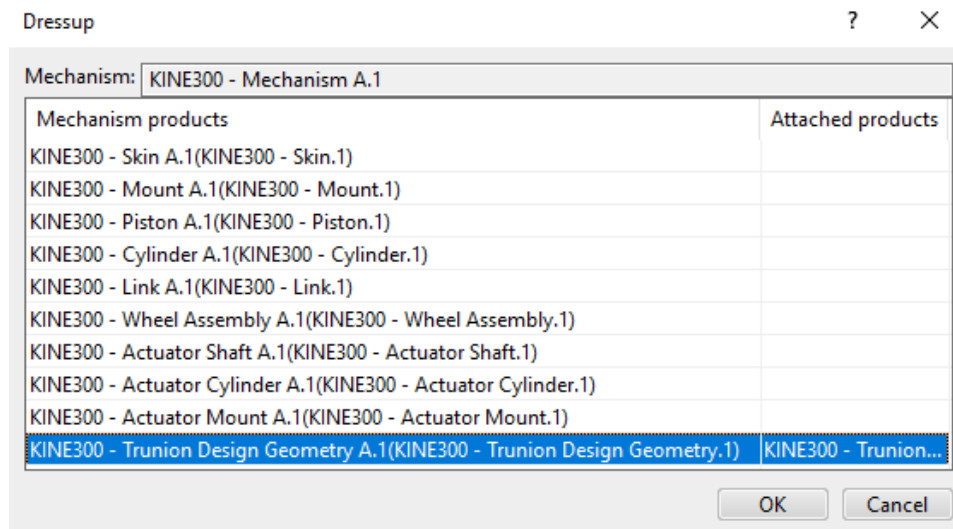 Dressup ? ×
Mechanism: KINE300 - Mechanism A.1
Mechanism products Attached products
KINE300 - Skin A.1(KINE300 - Skin.1)
KINE300 - Mount A.1(KINE300 - Mount.1)
KINE300 - Piston A.1(KINE300 - Piston.1)
KINE300 - Cylinder A.1(KINE300 - Cylinder.1)
KINE300 - Link A.1(KINE300 - Link.1)
KINE300 - Wheel Assembly A.1(KINE300 - Wheel Assembly.1)
KINE300 - Actuator Shaft A.1(KINE300 - Actuator Shaft.1)
KINE300 - Actuator Cylinder A.1(KINE300 - Actuator Cylinder.1)
KINE300 - Actuator Mount A.1(KINE300 - Actuator Mount.1)
KINE300 - Trunion Design Geometry A.1(KINE300 - Trunion Design Geometry.1) KINE300 - Trunion...
OK Cancel